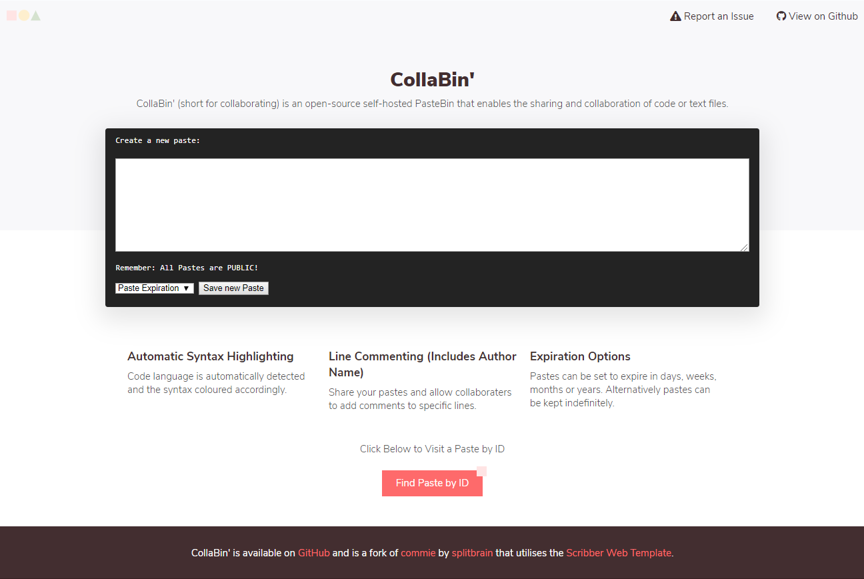 Report an Issue View on Github
CollaBin'
CollaBin' (short for collaborating) is an open-source self-hosted PasteBin that enables the sharing and collaboration of code or text files.
Create a new paste:
Remember: All Pastes are PUBLIC!
Paste Expiration ▼ Save new Paste
Automatic Syntax Highlighting
Code language is automatically detected
and the syntax coloured accordingly.
Line Commenting (Includes Author
Name)
Share your pastes and allow collaboraters
to add comments to specific lines.
Expiration Options
Pastes can be set to expire in days, weeks,
months or years. Alternatively pastes can
be kept indefinitely.
Click Below to Visit a Paste by ID
Find Paste by ID
CollaBin' is available on GitHub and is a fork of commie by splitbrain that utilises the Scribber Web Template.